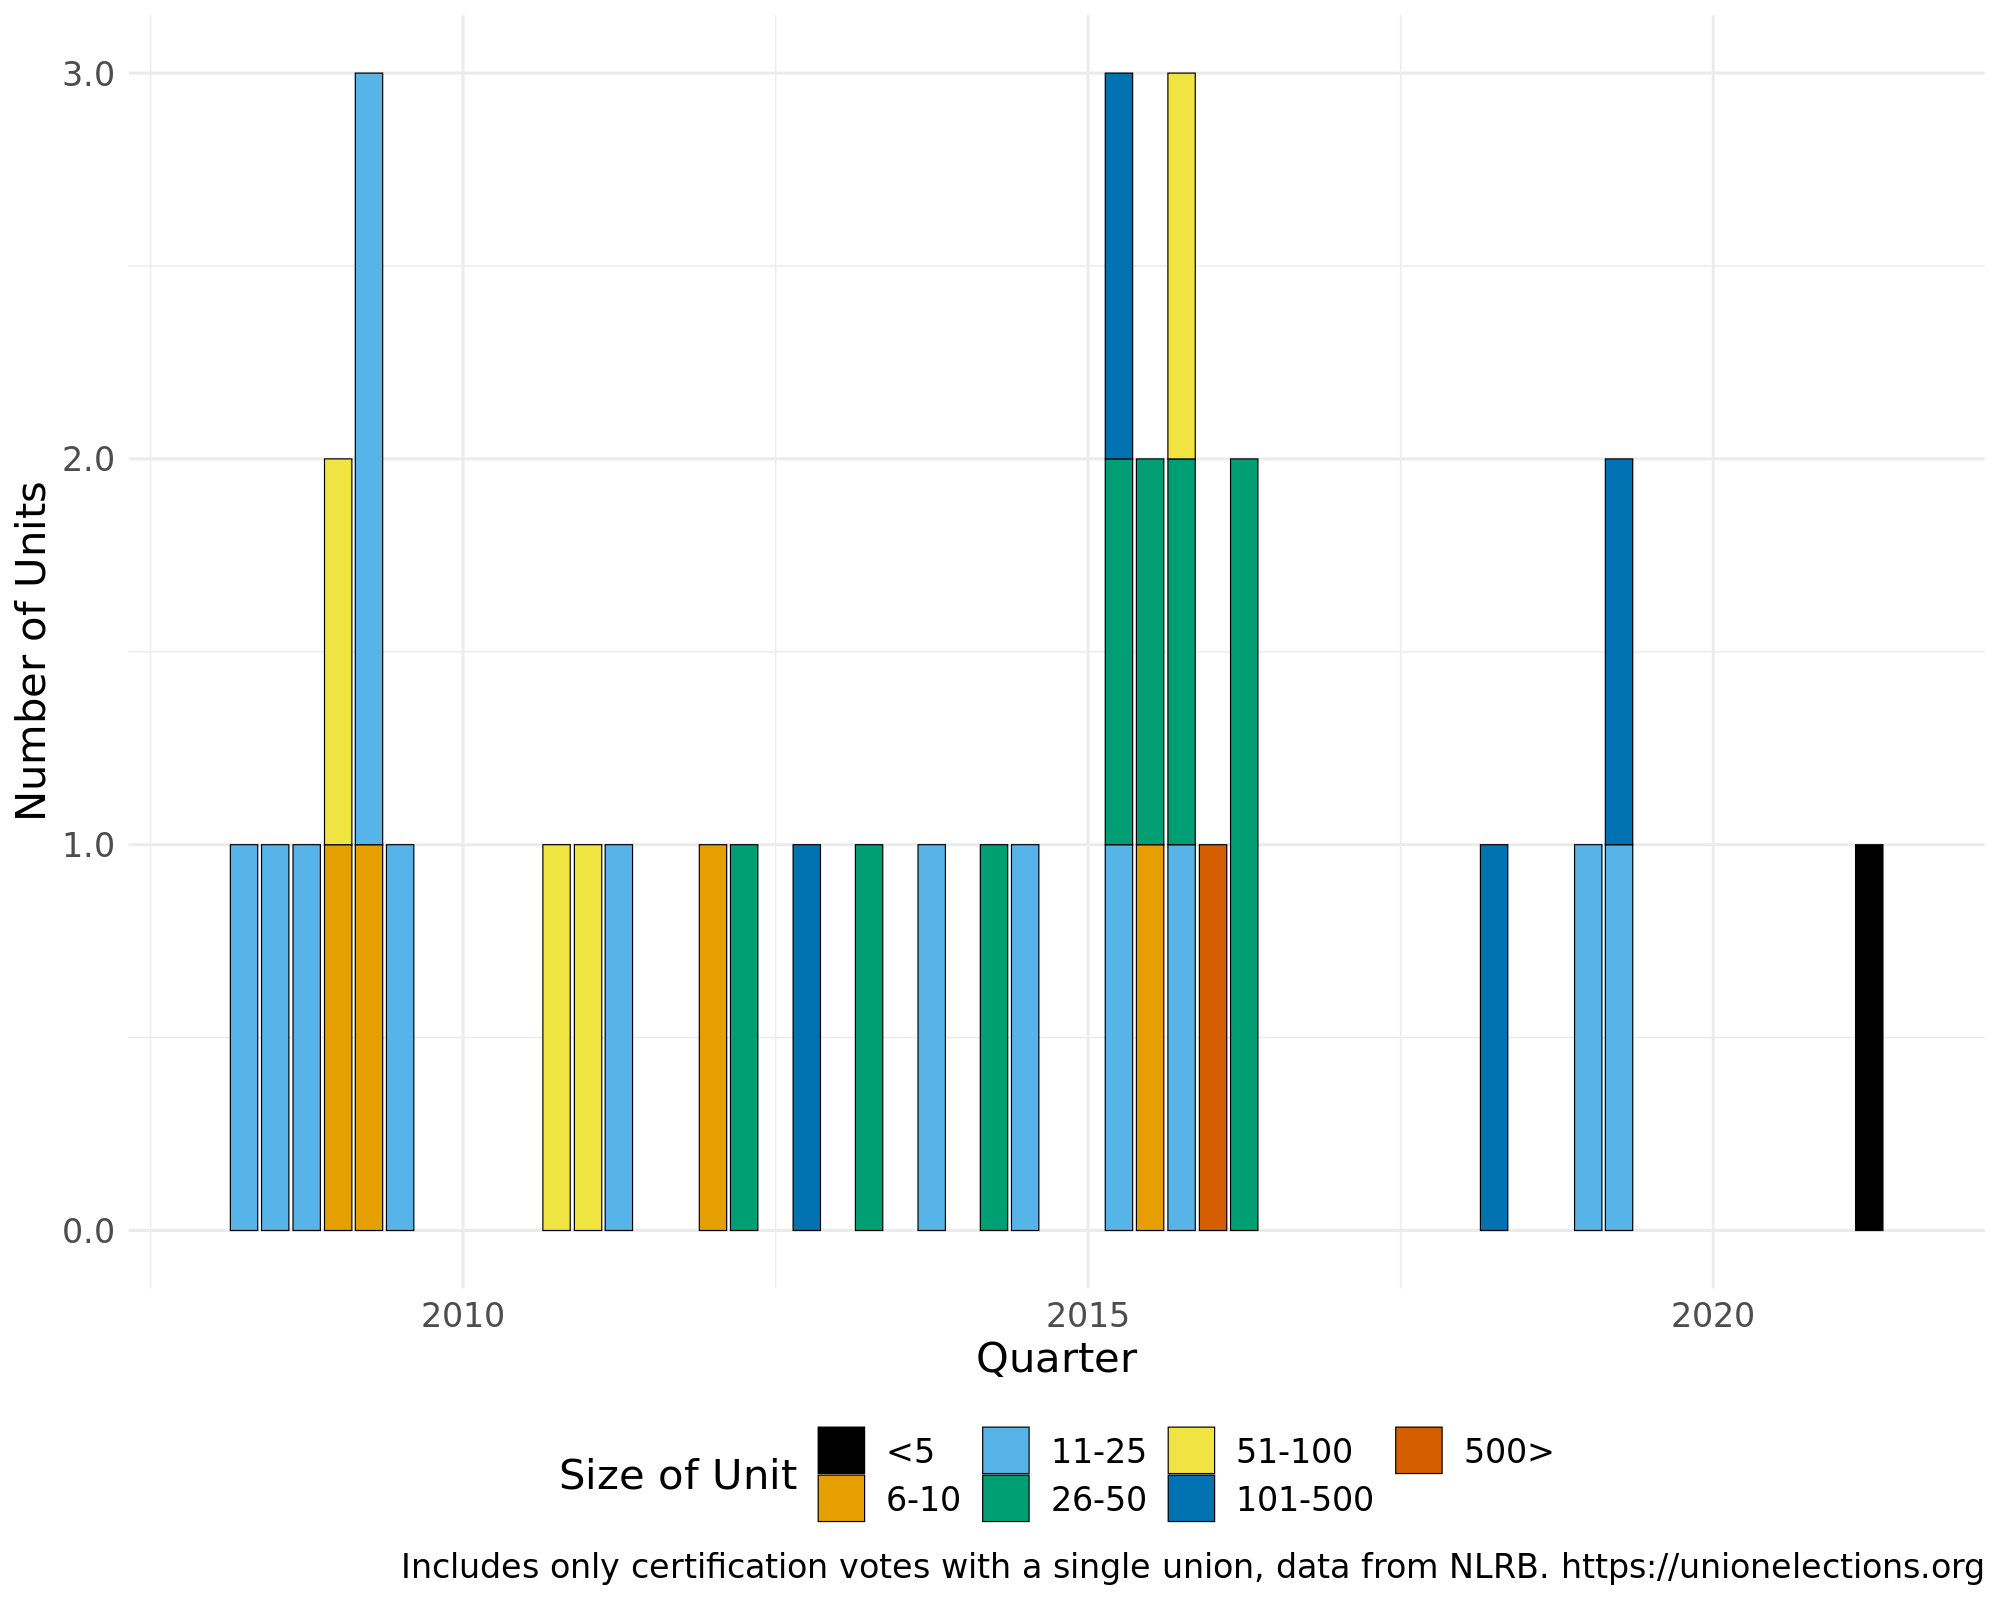 3.0
2.0
1.0
0.0
Number of Units
2010 2015 2020
Quarter
Size of Unit
<5 11-25 51-100 500>
6-10 26-50 101-500
Includes only certification votes with a single union, data from NLRB. https://unionelections.org